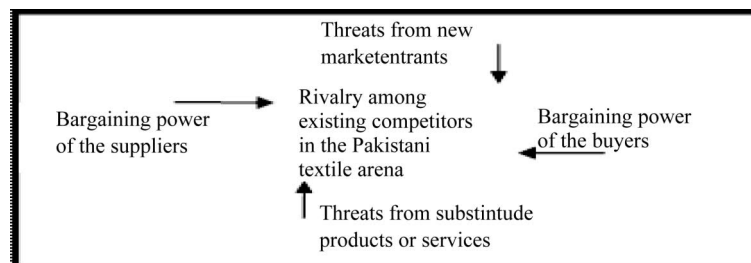 Threats from new
marketentrants
Rivalry among
existing competitors
in the Pakistani
textile arena
Bargaining power
of the suppliers
Bargaining power
of the buyers
Threats from substintude
products or services